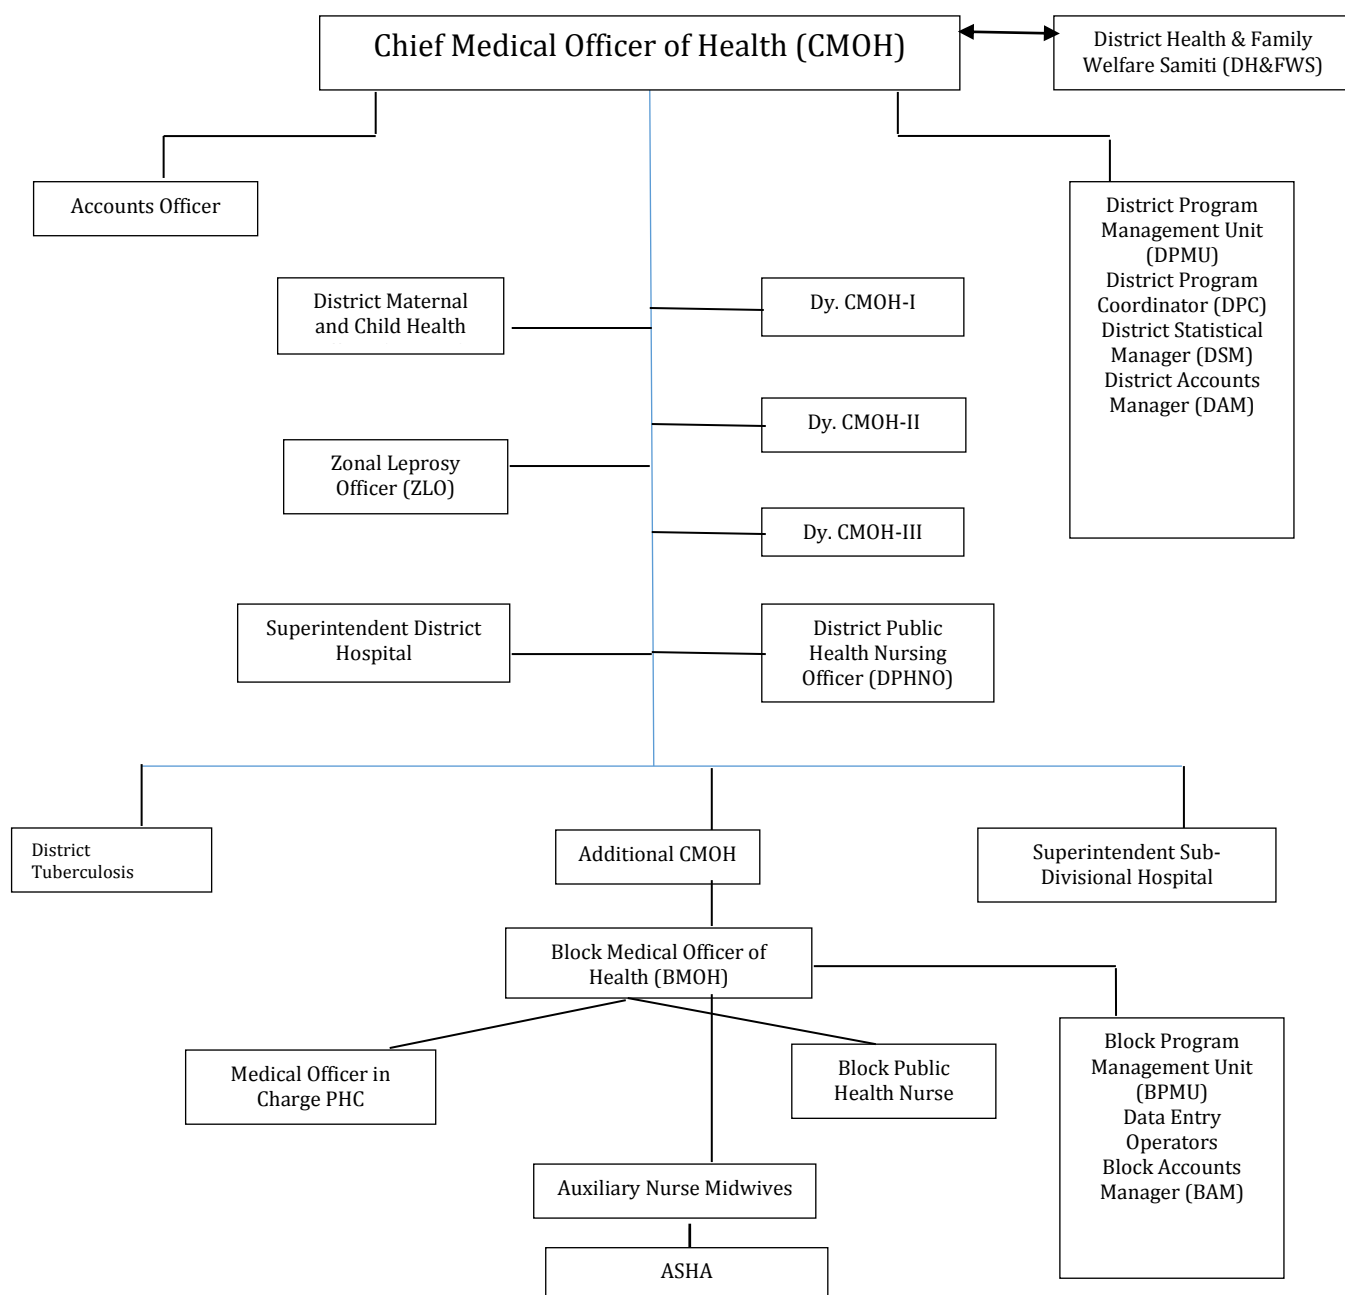 Chief Medical Officer of Health (CMOH)
District Health & Family
Welfare Samiti (DH&FWS)
Accounts Officer
District Program
Management Unit
(DPMU)
District Program
Coordinator (DPC)
District Statistical
Manager (DSM)
District Accounts
Manager (DAM)
District Maternal
and Child Health
Dy. CMOH-I
Dy. CMOH-II
Zonal Leprosy
Officer (ZLO)
Dy. CMOH-III
Superintendent District
Hospital
District Public
Health Nursing
Officer (DPHNO)
District
Tuberculosis
Additional CMOH
Superintendent Sub-
Divisional Hospital
Block Medical Officer of
Health (BMOH)
Medical Officer in
Charge PHC
Block Public
Health Nurse
Block Program
Management Unit
(BPMU)
Data Entry
Operators
Block Accounts
Manager (BAM)
Auxiliary Nurse Midwives
ASHA